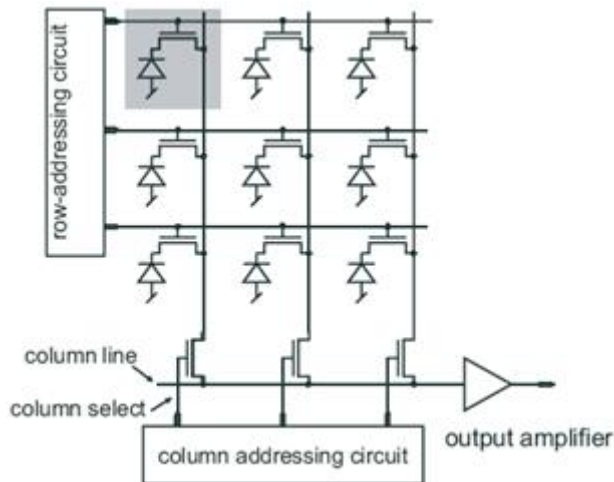 row-addressing circuit
column line
column select
output amplifier
column addressing circuit